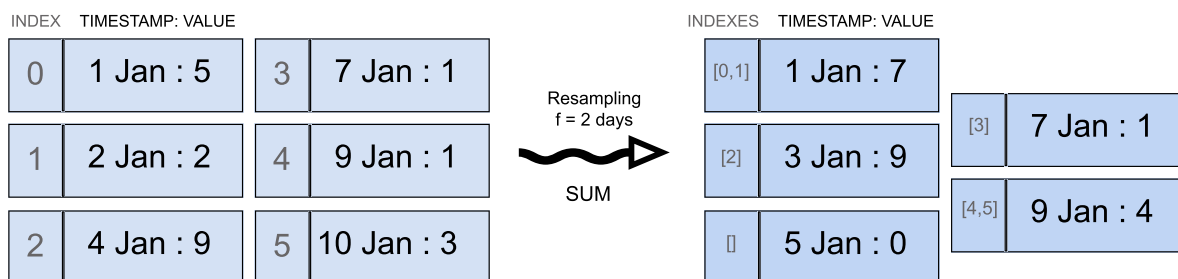 INDEX TIMESTAMP: VALUE
0 1 Jan : 5
1 2 Jan : 2
2 4 Jan : 9
3 7 Jan : 1
4 9 Jan : 1
5 10 Jan : 3
Resampling
f = 2 days
SUM
INDEXES TIMESTAMP: VALUE
[0,1] 1 Jan : 7
[2] 3 Jan : 9
[] 5 Jan : 0
[3] 7 Jan : 1
[4,5] 9 Jan : 4